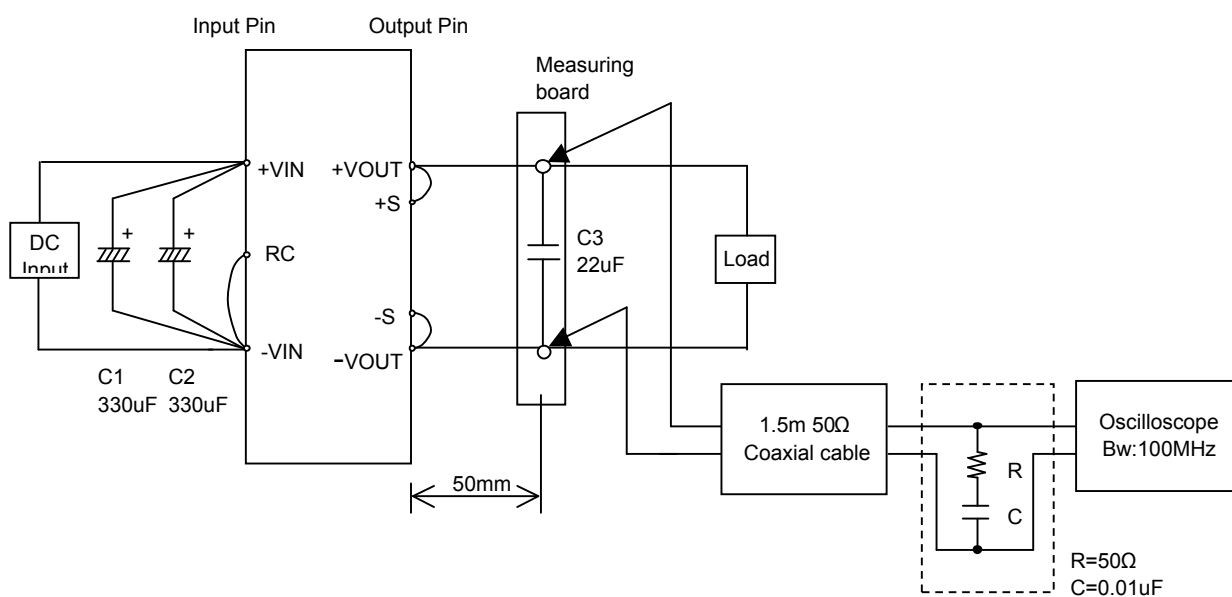 Input Pin
Output Pin
Measuring
board
+VIN
+VOUT
+S
DC
Input
+
+
RC
C3
22uF
Load
-S
-VIN
−VOUT
C1
330uF
C2
330uF
50mm
1.5m 50Ω
Coaxial cable
R
C
Oscilloscope
Bw:100MHz
R=50Ω
C=0.01uF